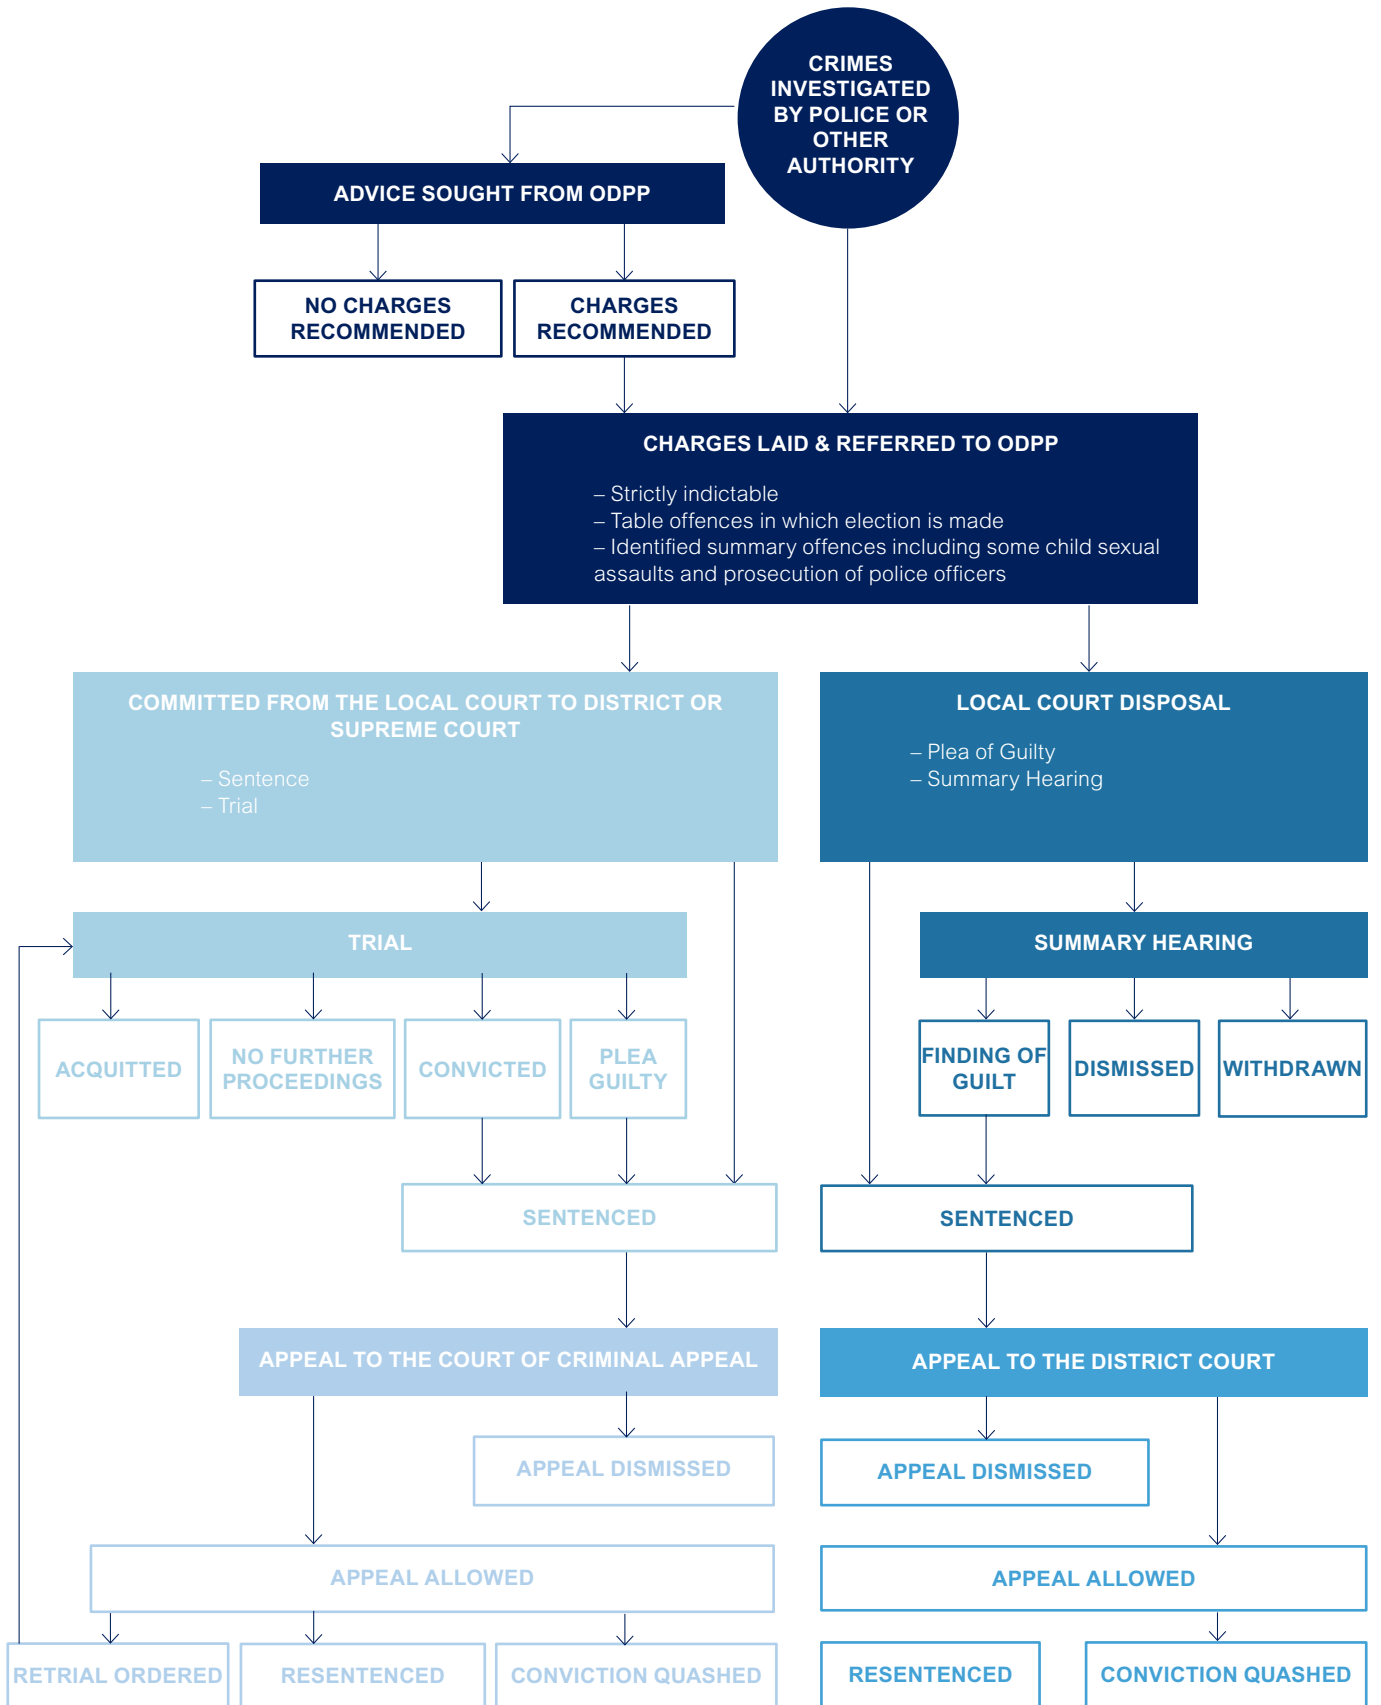 CRIMES
INVESTIGATED
BY POLICE OR
OTHER
AUTHORITY
ADVICE SOUGHT FROM ODPP
NO CHARGES
RECOMMENDED
CHARGES
RECOMMENDED
CHARGES LAID & REFERRED TO ODPP
– Strictly indictable
– Table offences in which election is made
– Identified summary offences including some child sexual
assaults and prosecution of police officers
COMMITTED FROM THE LOCAL COURT TO DISTRICT OR
SUPREME COURT
– Sentence
– Trial
LOCAL COURT DISPOSAL
– Plea of Guilty
– Summary Hearing
TRIAL
SUMMARY HEARING
ACQUITTED
NO FURTHER
PROCEEDINGS
CONVICTED
PLEA
GUILTY
FINDING OF
GUILT
DISMISSED
WITHDRAWN
SENTENCED
SENTENCED
APPEAL TO THE COURT OF CRIMINAL APPEAL
APPEAL TO THE DISTRICT COURT
APPEAL DISMISSED
APPEAL DISMISSED
APPEAL ALLOWED
APPEAL ALLOWED
RETRIAL ORDERED
RESENTENCED
CONVICTION QUASHED
RESENTENCED
CONVICTION QUASHED